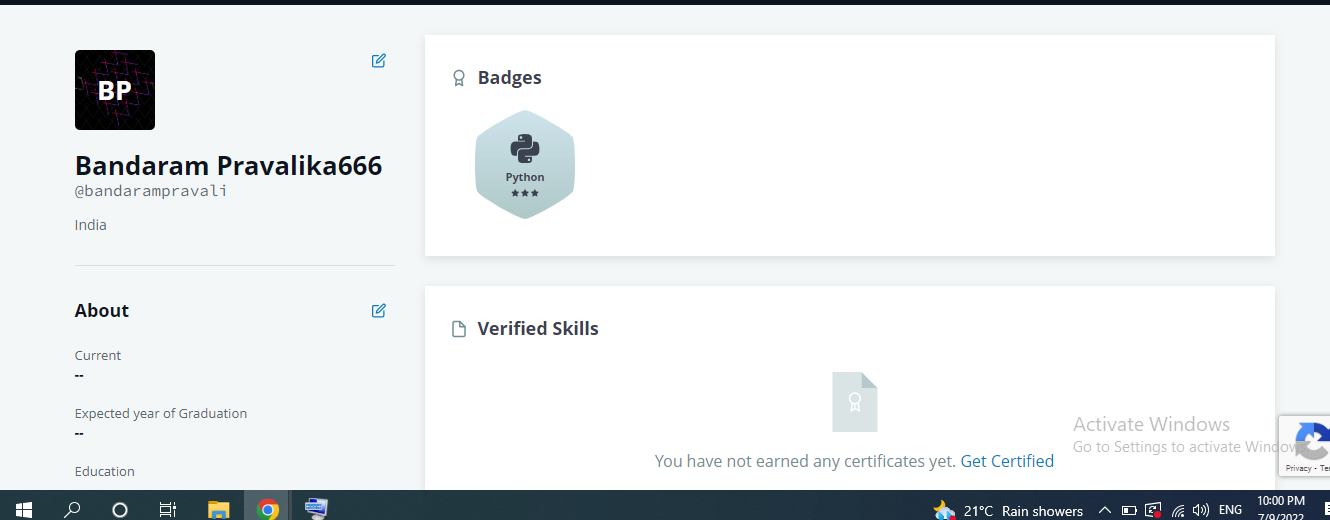 BP
Bandaram Pravalika666
@bandarampravali
India
About
Current
--
Expected year of Graduation
--
Education
Badges
Python
Verified Skills
You have not earned any certificates yet. Get Certified
Activate Windows
Go to Settings to activate Windows
Privacy -
21°C Rain showers
ENG
10:00 PM
7/9/2022